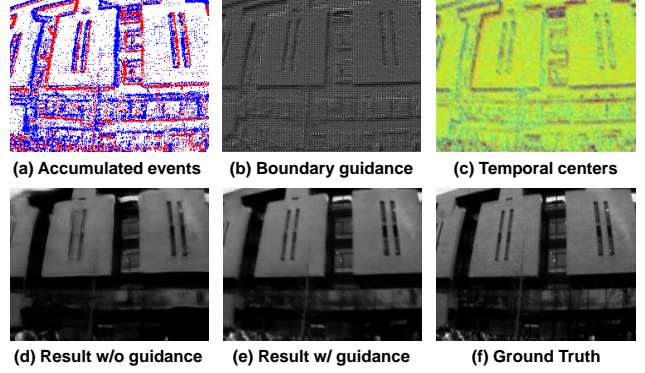 (a) Accumulated events
(b) Boundary guidance
(c) Temporal centers
(d) Result w/o guidance
(e) Result w/ guidance
(f) Ground Truth